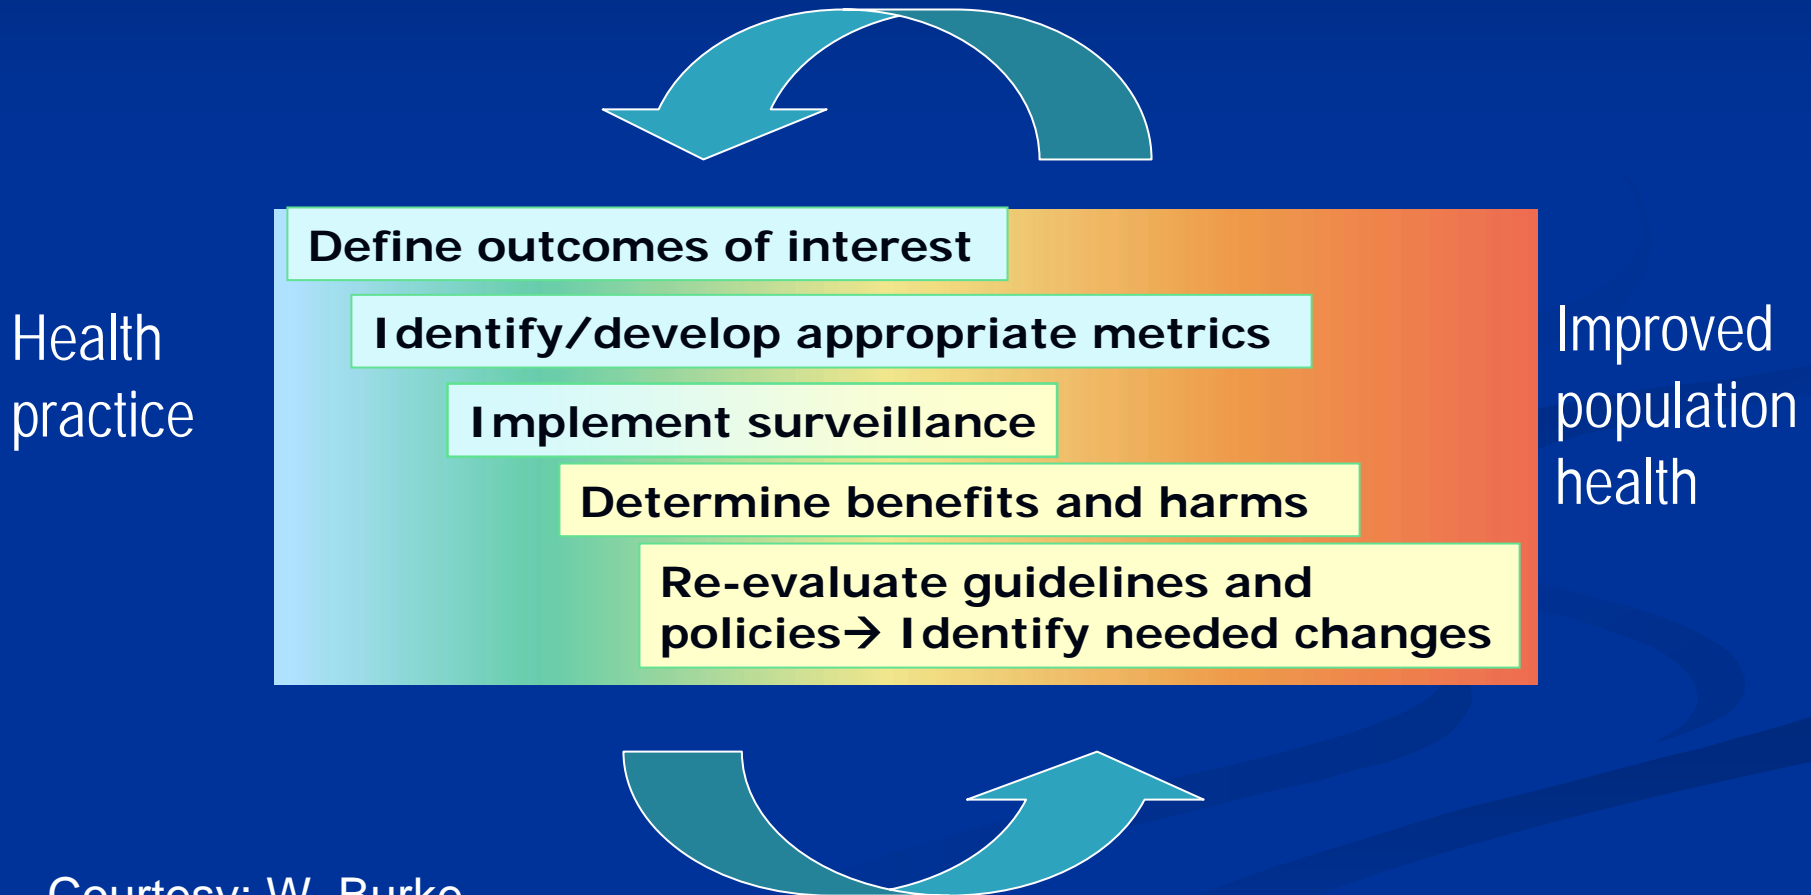 Define outcomes of interest
Identify/develop appropriate metrics
Implement surveillance
Determine benefits and harms
Re-evaluate guidelines and
policies→ Identify needed changes
Health
practice
Improved
population
health
Courtesy: W. Burke